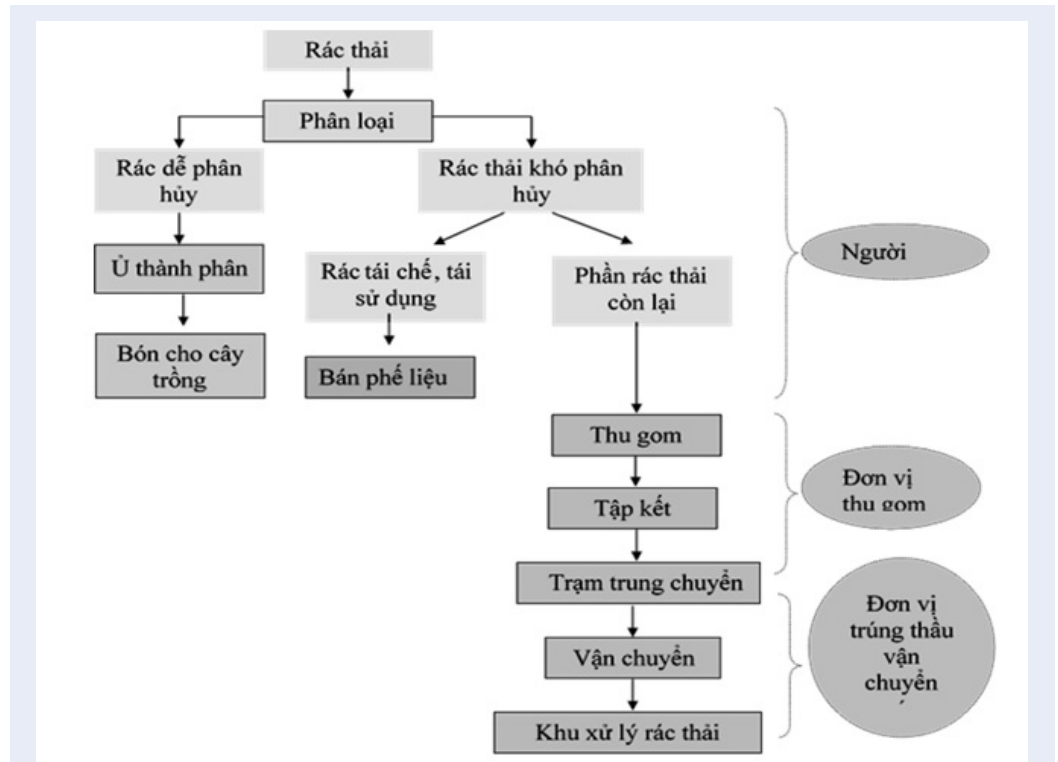 Rác thải
Phân loại
Rác dễ phân
hủy
Rác thải khó phân
hủy
Ủ thành phân
Rác tái chế, tái
sử dụng
Phần rác thải
còn lại
Người
Bón cho cây
trồng
Bán phế liệu
Thu gom
Tập kết
Đơn vị
thu gom
Trạm trung chuyển
Vận chuyển
Khu xử lý rác thải
Đơn vị
trúng thầu
vận
chuyển